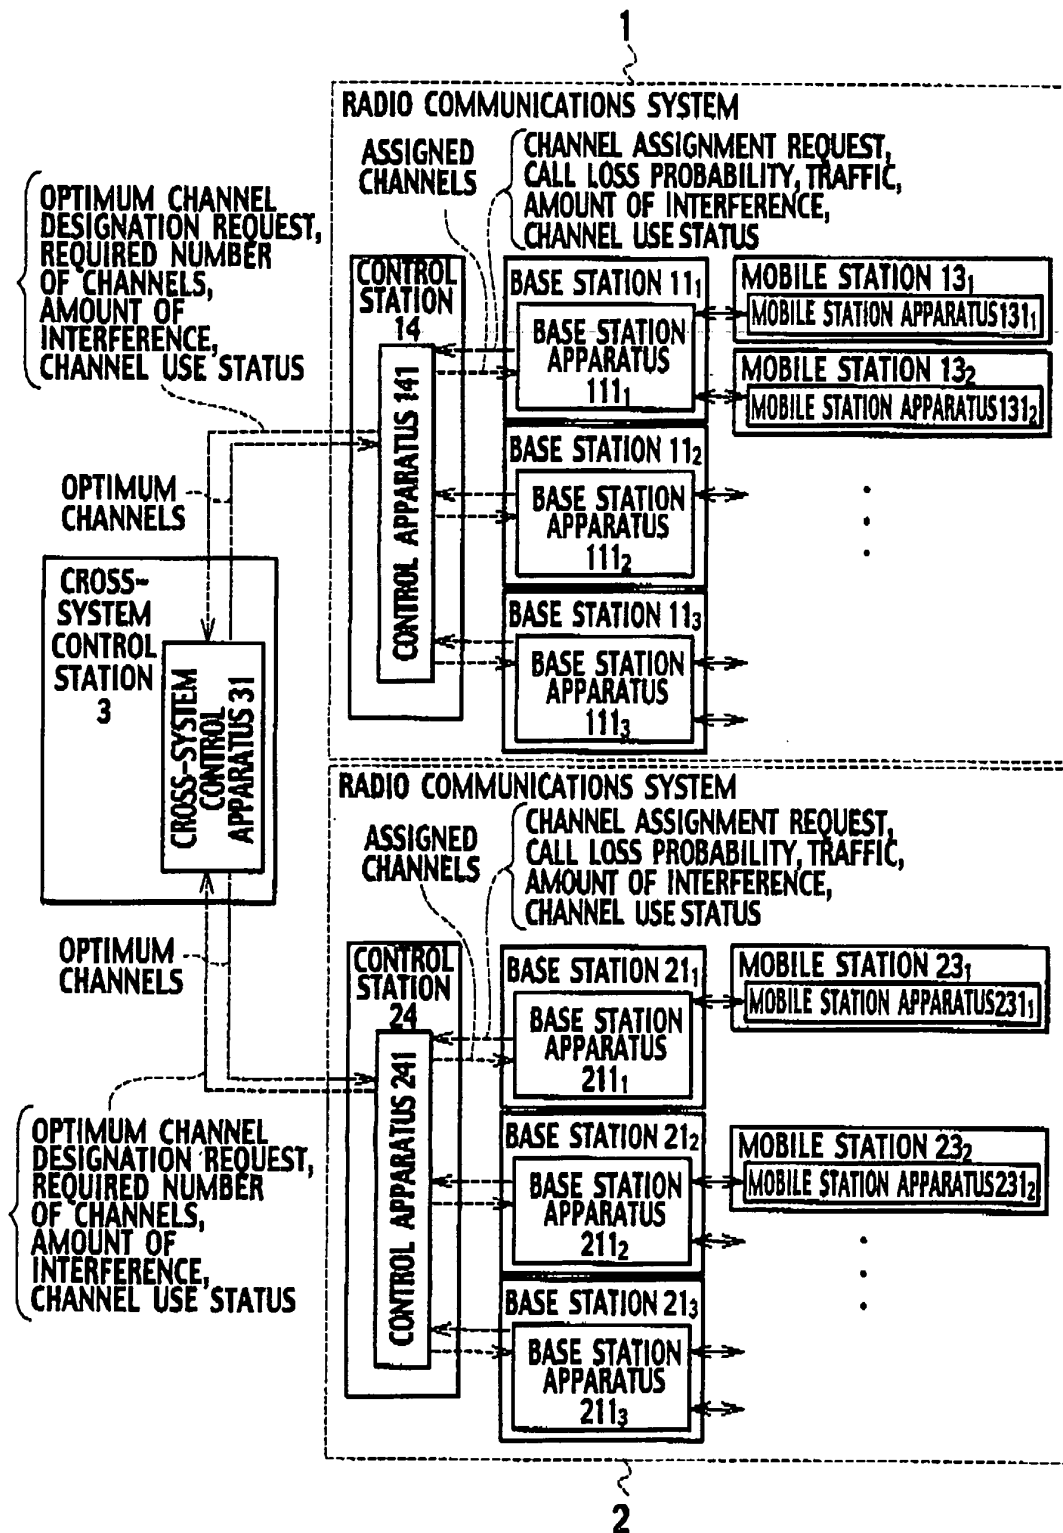 1
RADIO COMMUNICATIONS SYSTEM
ASSIGNED
CHANNELS
CHANNEL ASSIGNMENT REQUEST,
CALL LOSS PROBABILITY, TRAFFIC,
AMOUNT OF INTERFERENCE,
CHANNEL USE STATUS
OPTIMUM CHANNEL
DESIGNATION REQUEST,
REQUIRED NUMBER
OF CHANNELS,
AMOUNT OF
INTERFERENCE,
CHANNEL USE STATUS
CONTROL
STATION
14
CONTROL APPARATUS 141
BASE STATION 11₁
BASE STATION
APPARATUS
111₁
MOBILE STATION 13₁
MOBILE STATION APPARATUS131₁
MOBILE STATION 13₂
MOBILE STATION APPARATUS131₂
BASE STATION 11₂
BASE STATION
APPARATUS
111₂
BASE STATION 11₃
BASE STATION
APPARATUS
111₃
OPTIMUM
CHANNELS
CROSS-
SYSTEM
CONTROL
STATION
3
CROSS-SYSTEM
CONTROL
APPARATUS 31
OPTIMUM
CHANNELS
RADIO COMMUNICATIONS SYSTEM
ASSIGNED
CHANNELS
CHANNEL ASSIGNMENT REQUEST,
CALL LOSS PROBABILITY, TRAFFIC,
AMOUNT OF INTERFERENCE,
CHANNEL USE STATUS
CONTROL
STATION
24
CONTROL APPARATUS 241
BASE STATION 21₁
BASE STATION
APPARATUS
211₁
MOBILE STATION 23₁
MOBILE STATION APPARATUS231₁
BASE STATION 21₂
BASE STATION
APPARATUS
211₂
MOBILE STATION 23₂
MOBILE STATION APPARATUS231₂
BASE STATION 21₃
BASE STATION
APPARATUS
211₃
OPTIMUM CHANNEL
DESIGNATION REQUEST,
REQUIRED NUMBER
OF CHANNELS,
AMOUNT OF
INTERFERENCE,
CHANNEL USE STATUS
2